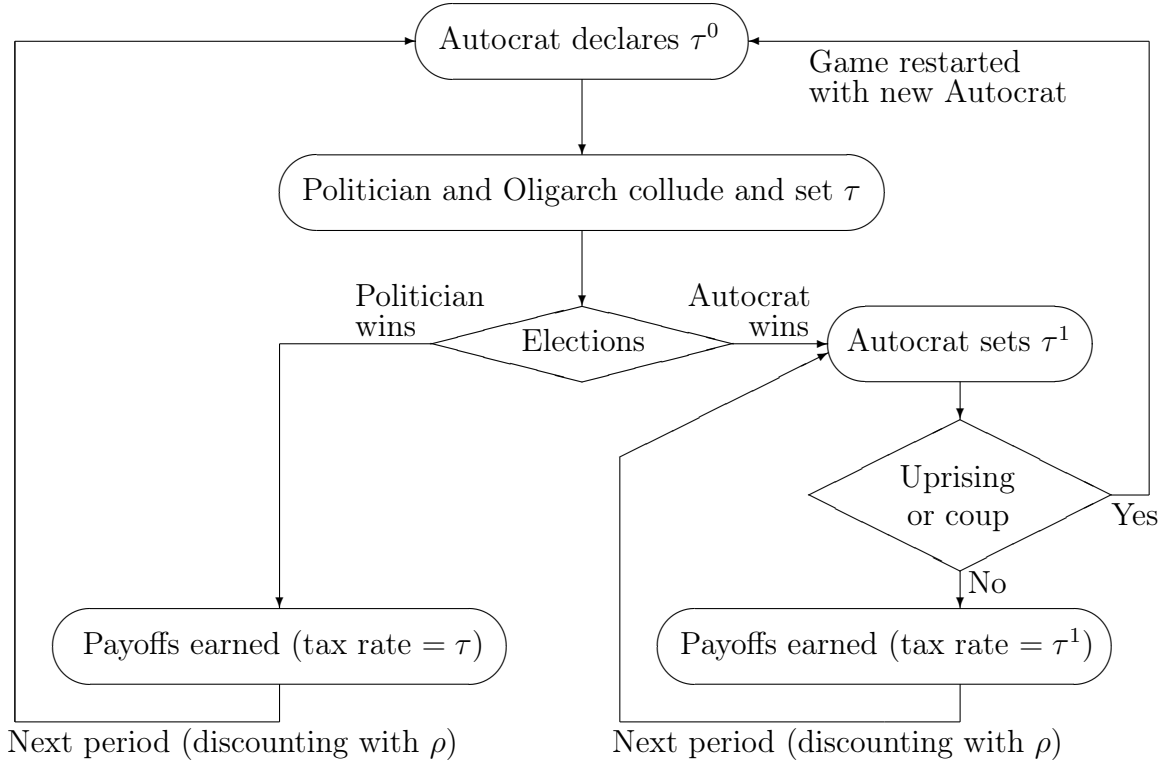 Autocrat declares τ⁰
Game restarted
with new Autocrat
Politician and Oligarch collude and set τ
Politician
wins
Elections
Autocrat
wins
Autocrat sets τ¹
Uprising
or coup
Yes
No
Payoffs earned (tax rate = τ)
Payoffs earned (tax rate = τ¹)
Next period (discounting with ρ)
Next period (discounting with ρ)